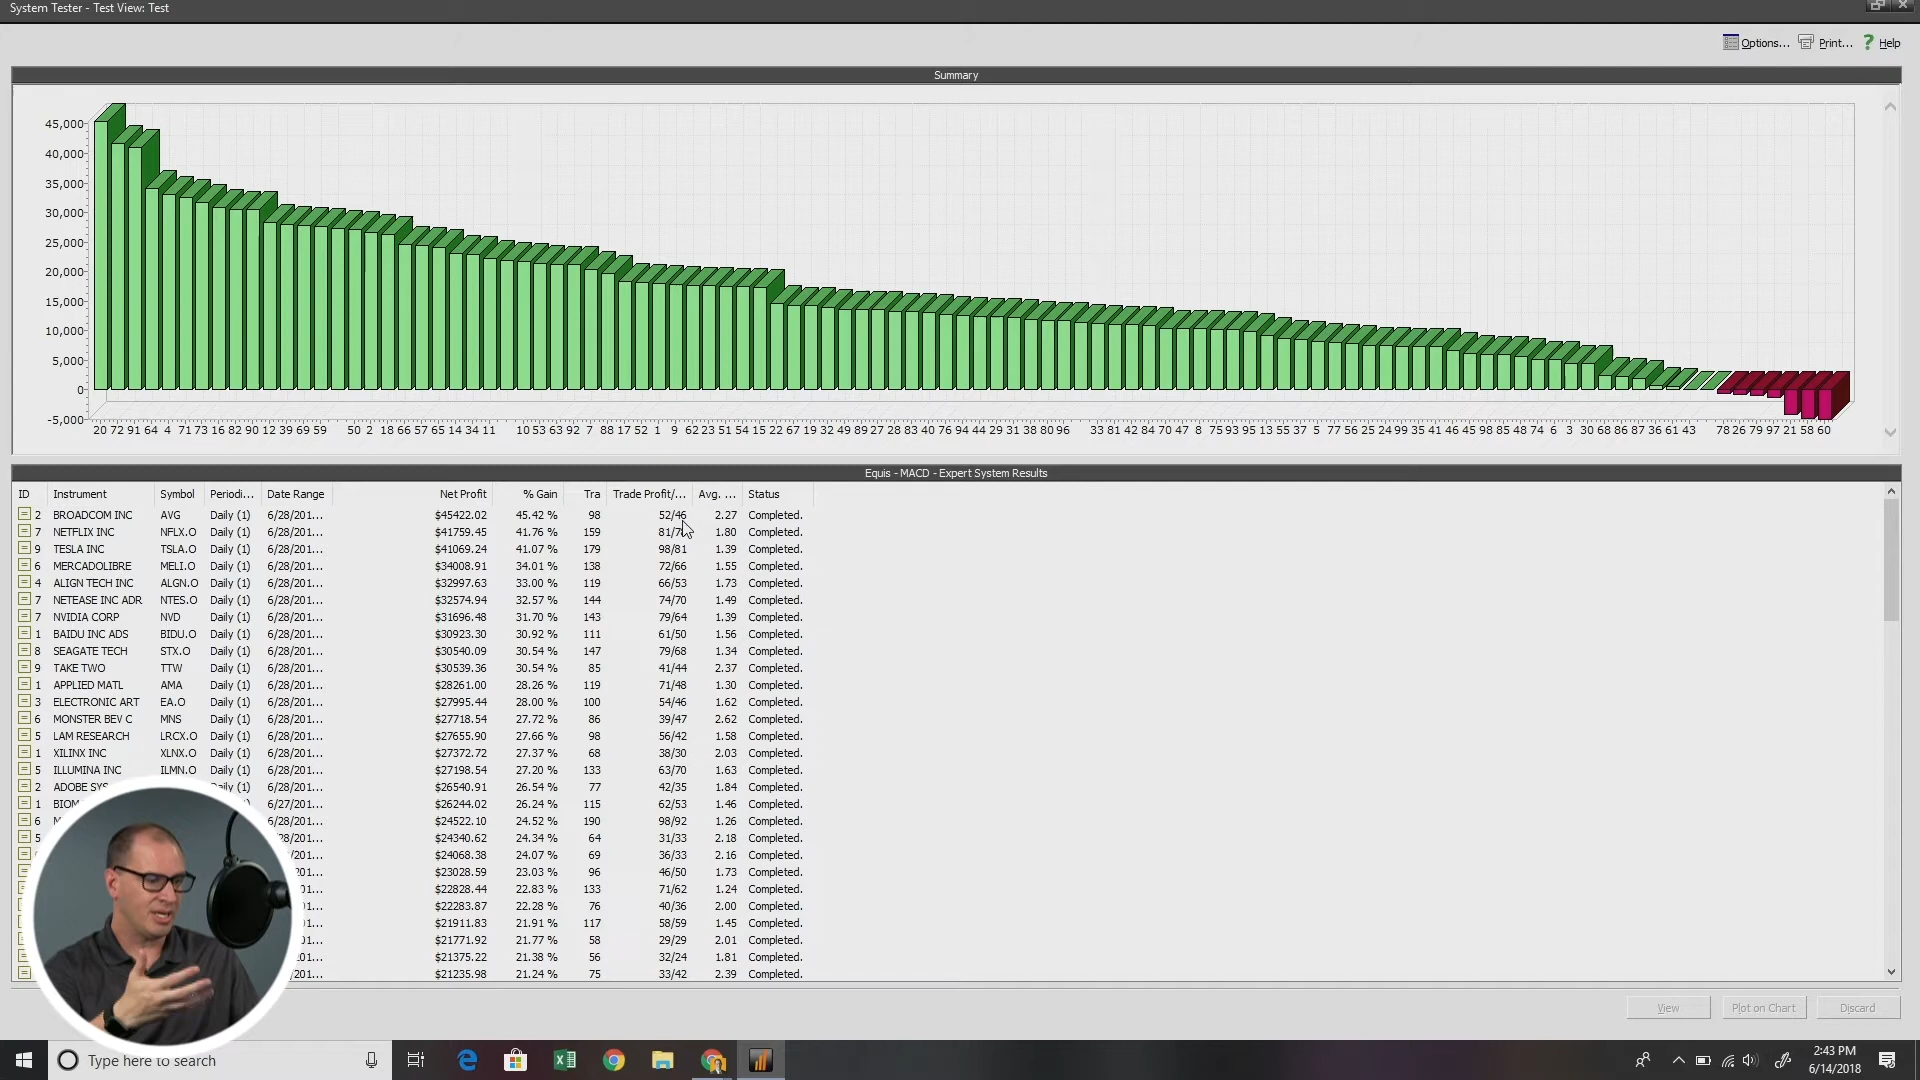 System Tester - Test View: Test
Options... Print... Help
Summary
45,000
40,000
35,000
30,000
25,000
20,000
15,000
10,000
5,000
0
-5,000
20 72 91 64 4 71 73 16 82 90 12 39 69 59 50 2 18 66 57 65 14 34 11 10 53 63 92 7 88 17 52 1 9 62 23 51 54 15 22 67 19 32 49 89 27 28 83 40 76 94 44 29 31 38 80 96 33 81 42 84 70 47 8 75 93 95 13 55 37 5 77 56 25 24 99 35 41 46 45 98 85 48 74 6 3 30 68 86 87 36 61 43 78 26 79 97 21 58 60
Equis - MACD - Expert System Results
ID Instrument Symbol Periodi... Date Range Net Profit % Gain Tra Trade Profit/... Avg. ... Status
2 BROADCOM INC AVG Daily (1) 6/28/201... $45422.02 45.42 % 98 52/46 2.27 Completed.
7 NETFLIX INC NFLX.O Daily (1) 6/28/201... $41759.45 41.76 % 159 1.80 Completed.
9 TESLA INC TSLA.O Daily (1) 6/28/201... $41069.24 41.07 % 179 98/81 1.39 Completed.
6 MERCADOLIBRE MELI.O Daily (1) 6/28/201... $34008.91 34.01 % 138 72/66 1.55 Completed.
4 ALIGN TECH INC ALGN.O Daily (1) 6/28/201... $32997.63 33.00 % 119 66/53 1.73 Completed.
7 NETEASE INC ADR NTES.O Daily (1) 6/28/201... $32574.94 32.57 % 144 74/70 1.49 Completed.
7 NVIDIA CORP NVD Daily (1) 6/28/201... $31696.48 31.70 % 143 79/64 1.39 Completed.
1 BAIDU INC ADS BIDU.O Daily (1) 6/28/201... $30923.30 30.92 % 111 61/50 1.56 Completed.
8 SEAGATE TECH STX.O Daily (1) 6/28/201... $30540.09 30.54 % 147 79/68 1.34 Completed.
9 TAKE TWO TTW Daily (1) 6/28/201... $30539.36 30.54 % 85 41/44 2.37 Completed.
1 APPLIED MATL AMA Daily (1) 6/28/201... $28261.00 28.26 % 119 71/48 1.30 Completed.
3 ELECTRONIC ART EA.O Daily (1) 6/28/201... $27995.44 28.00 % 100 54/46 1.62 Completed.
6 MONSTER BEV C MNS Daily (1) 6/28/201... $27718.54 27.72 % 86 39/47 2.62 Completed.
5 LAM RESEARCH LRCX.O Daily (1) 6/28/201... $27655.90 27.66 % 98 56/42 1.58 Completed.
1 XILINX INC XLNX.O Daily (1) 6/28/201... $27372.72 27.37 % 68 38/30 2.03 Completed.
5 ILLUMINA INC ILMN.O Daily (1) 6/28/201... $27198.54 27.20 % 133 63/70 1.63 Completed.
2 ADOBE SYS Daily (1) 6/28/201... $26540.91 26.54 % 77 42/35 1.84 Completed.
1 BIOM (1) 6/27/201... $26244.02 26.24 % 115 62/53 1.46 Completed.
6 M 6/28/201... $24522.10 24.52 % 190 98/92 1.26 Completed.
5 /28/201... $24340.62 24.34 % 64 31/33 2.18 Completed.
$24068.38 24.07 % 69 36/33 2.16 Completed.
$23028.59 23.03 % 96 46/50 1.73 Completed.
$22828.44 22.83 % 133 71/62 1.24 Completed.
$22283.87 22.28 % 76 40/36 2.00 Completed.
$21911.83 21.91 % 117 58/59 1.45 Completed.
$21771.92 21.77 % 58 29/29 2.01 Completed.
$21375.22 21.38 % 56 32/24 1.81 Completed.
$21235.98 21.24 % 75 33/42 2.39 Completed.
View Plot on Chart Discard
Type here to search
2:43 PM
6/14/2018